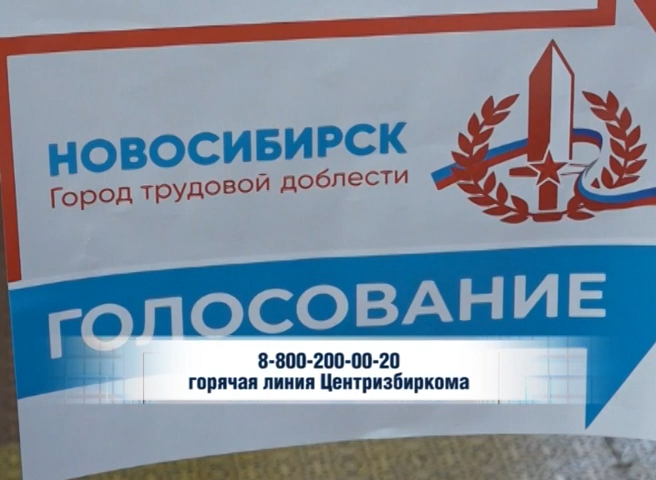 НОВОСИБИРСК
Город трудовой доблести
ГОЛОСОВАНИЕ
8-800-200-00-20
горячая линия Центризбиркома